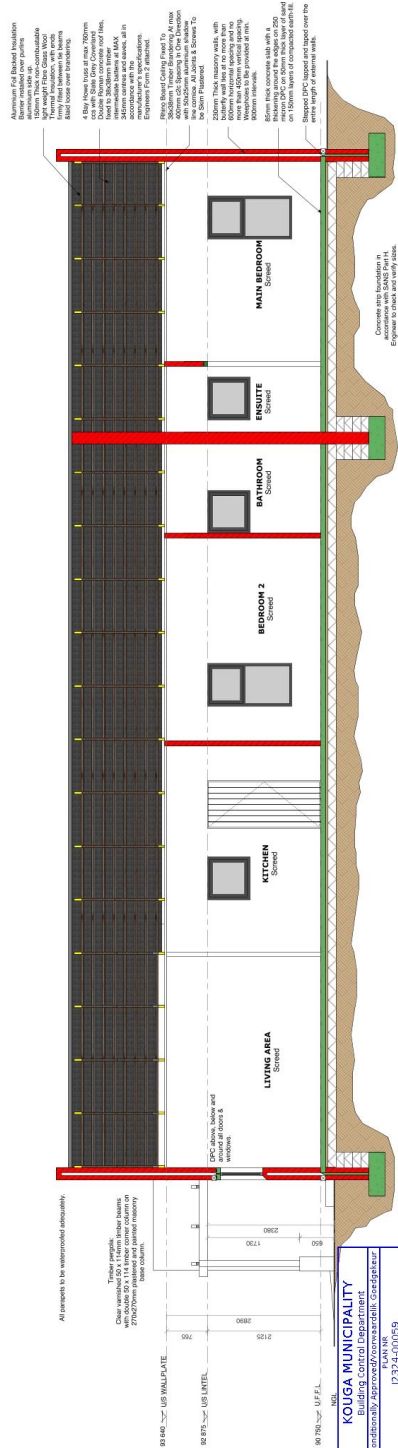 Aluminum Foil Backed Insulation
Barrier installed over purlins
aluminum side up.
150mm Thick non-combustable
light weight Fibre Glass Wool
Thermal Insulation, with ends
firmly fitted between tie beams
&laid loose over brandering.
4 Bay Howe Truss at max 760mm
ccs with Slate Grey Coverland
Double Roman concrete roof tiles,
fixed to 38x38mm timber
intermediate battens at MAX
345mm centres and eaves, all in
accordance with the
manufacturer's specifications.
Engineers Form 2 attached.
Rhino Board Ceiling Fixed To
38x38mm Timber Brandering At max
400mm c/c Spacing In One Direction
with 50x25mm aluminum shadow
line cornice. All Joints & Screws To
be Skim Plastered.
230mm Thick masonry walls, with
butterfly wall ties at no more than
600mm horizontal spacing and no
more than 450mm vertical spacing.
Weepholes to Be provided at min
900mm intervals.
85mm thick surface concrete with a
thickening around the edges on 250
micron DPC on 50mm thick layer of sand
on 150mm layers of compacted earth-fill.
Stepped DPC lapped and taped over the
entire length of external walls.
MAIN BEDROOM
Screed
ENSUITE
Screed
BATHROOM
Screed
BEDROOM 2
Screed
KITCHEN
Screed
LIVING AREA
Screed
Concrete strip foundation in
accordance with SANS Part H.
Engineer to check and verify sizes.
DPC above, below and
around all doors &
windows.
All parapets to be waterproofed adequately.
Timber pergola:
Clear varnished 50 x 114mm timber beams
with double 50 x 114 timber corner column on
270x270mm plastered and painted masonry
base column.
765
2890
2125
2380
1730
650
93 640 U/S WALLPLATE
92 875 U/S LINTEL
90 750 U.F.F.L
NGL
KOUGA MUNICIPALITY
Building Control Department
onditionally Approved/Voorwaardelik Goedgekeur
PLAN NR
J2324-00059